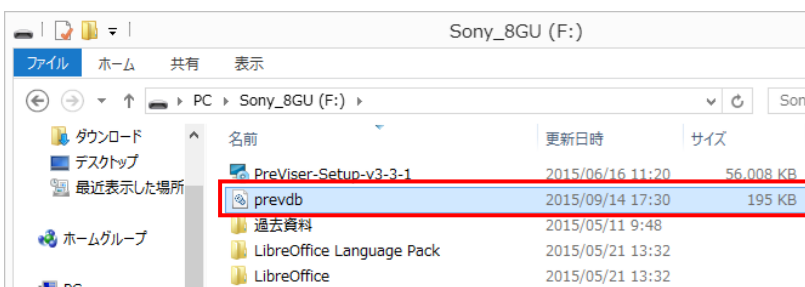 Sony_8GU (F:)
ファイル ホーム 共有 表示
PC Sony_8GU (F:) Son
ダウンロード
デスクトップ
最近表示した場所
ホームグループ
PC
名前 更新日時 サイズ
PreViser-Setup-v3-3-1 2015/06/16 11:20 56,008 KB
prevdb 2015/09/14 17:30 195 KB
過去資料 2015/05/11 9:48
LibreOffice Language Pack 2015/05/21 13:32
LibreOffice 2015/05/21 13:32